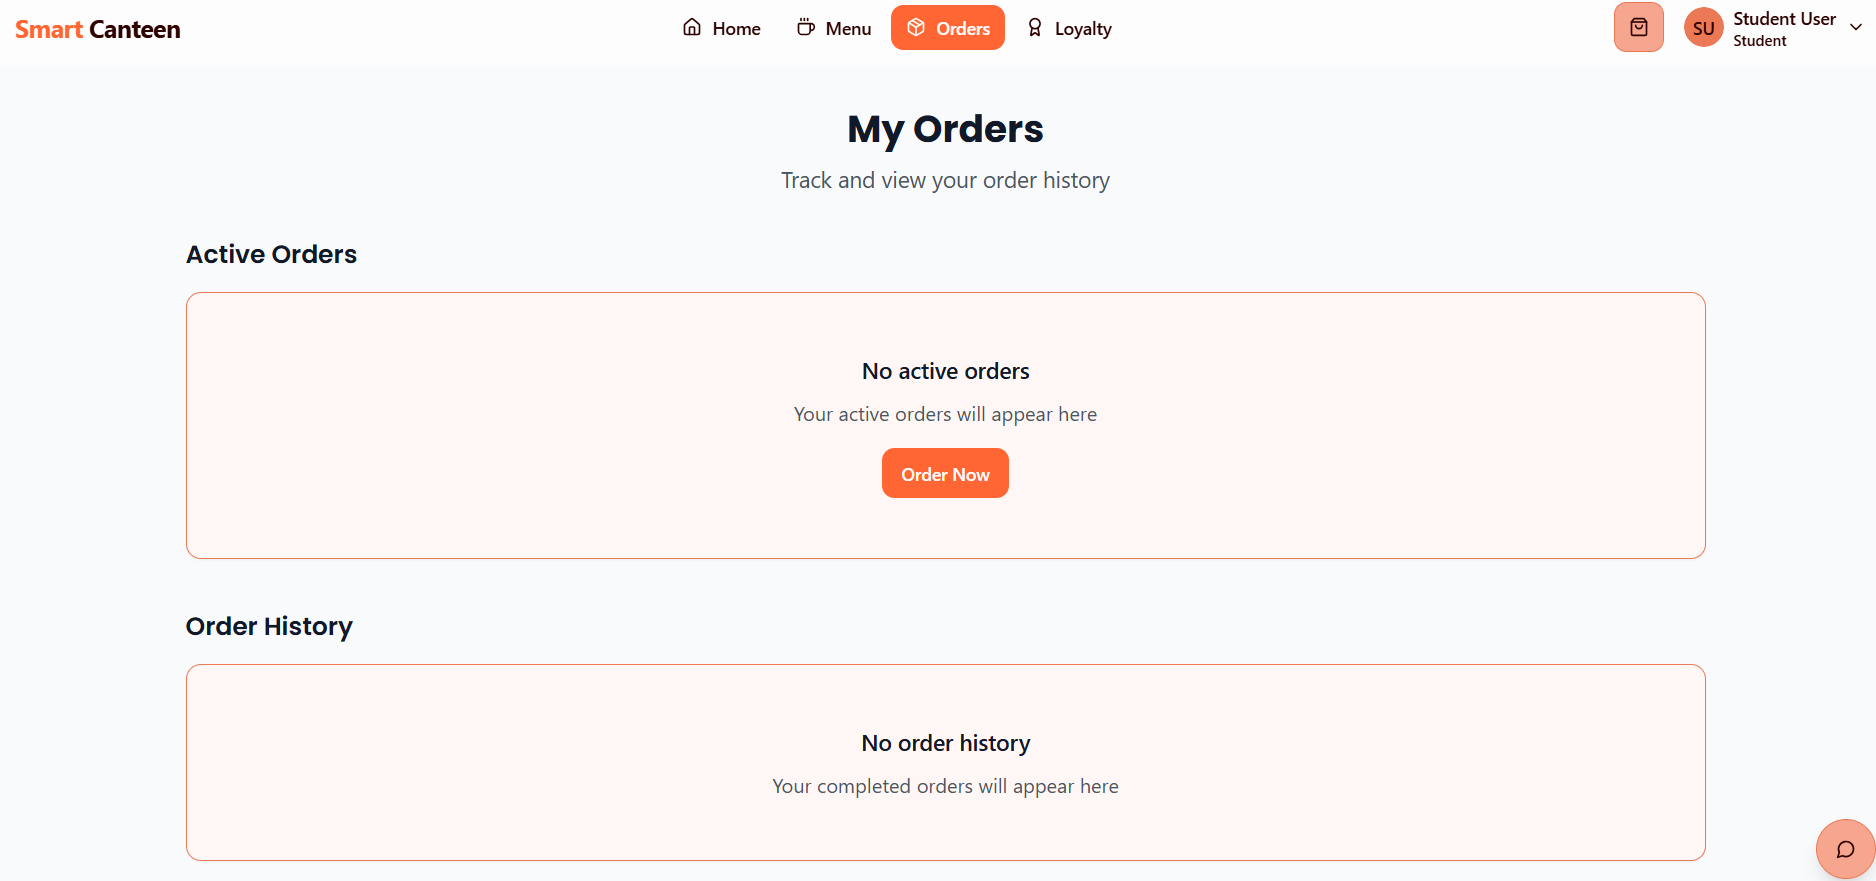 Smart Canteen
Home
Menu
Orders
Loyalty
SU
Student User
Student
My Orders
Track and view your order history
Active Orders
No active orders
Your active orders will appear here
Order Now
Order History
No order history
Your completed orders will appear here